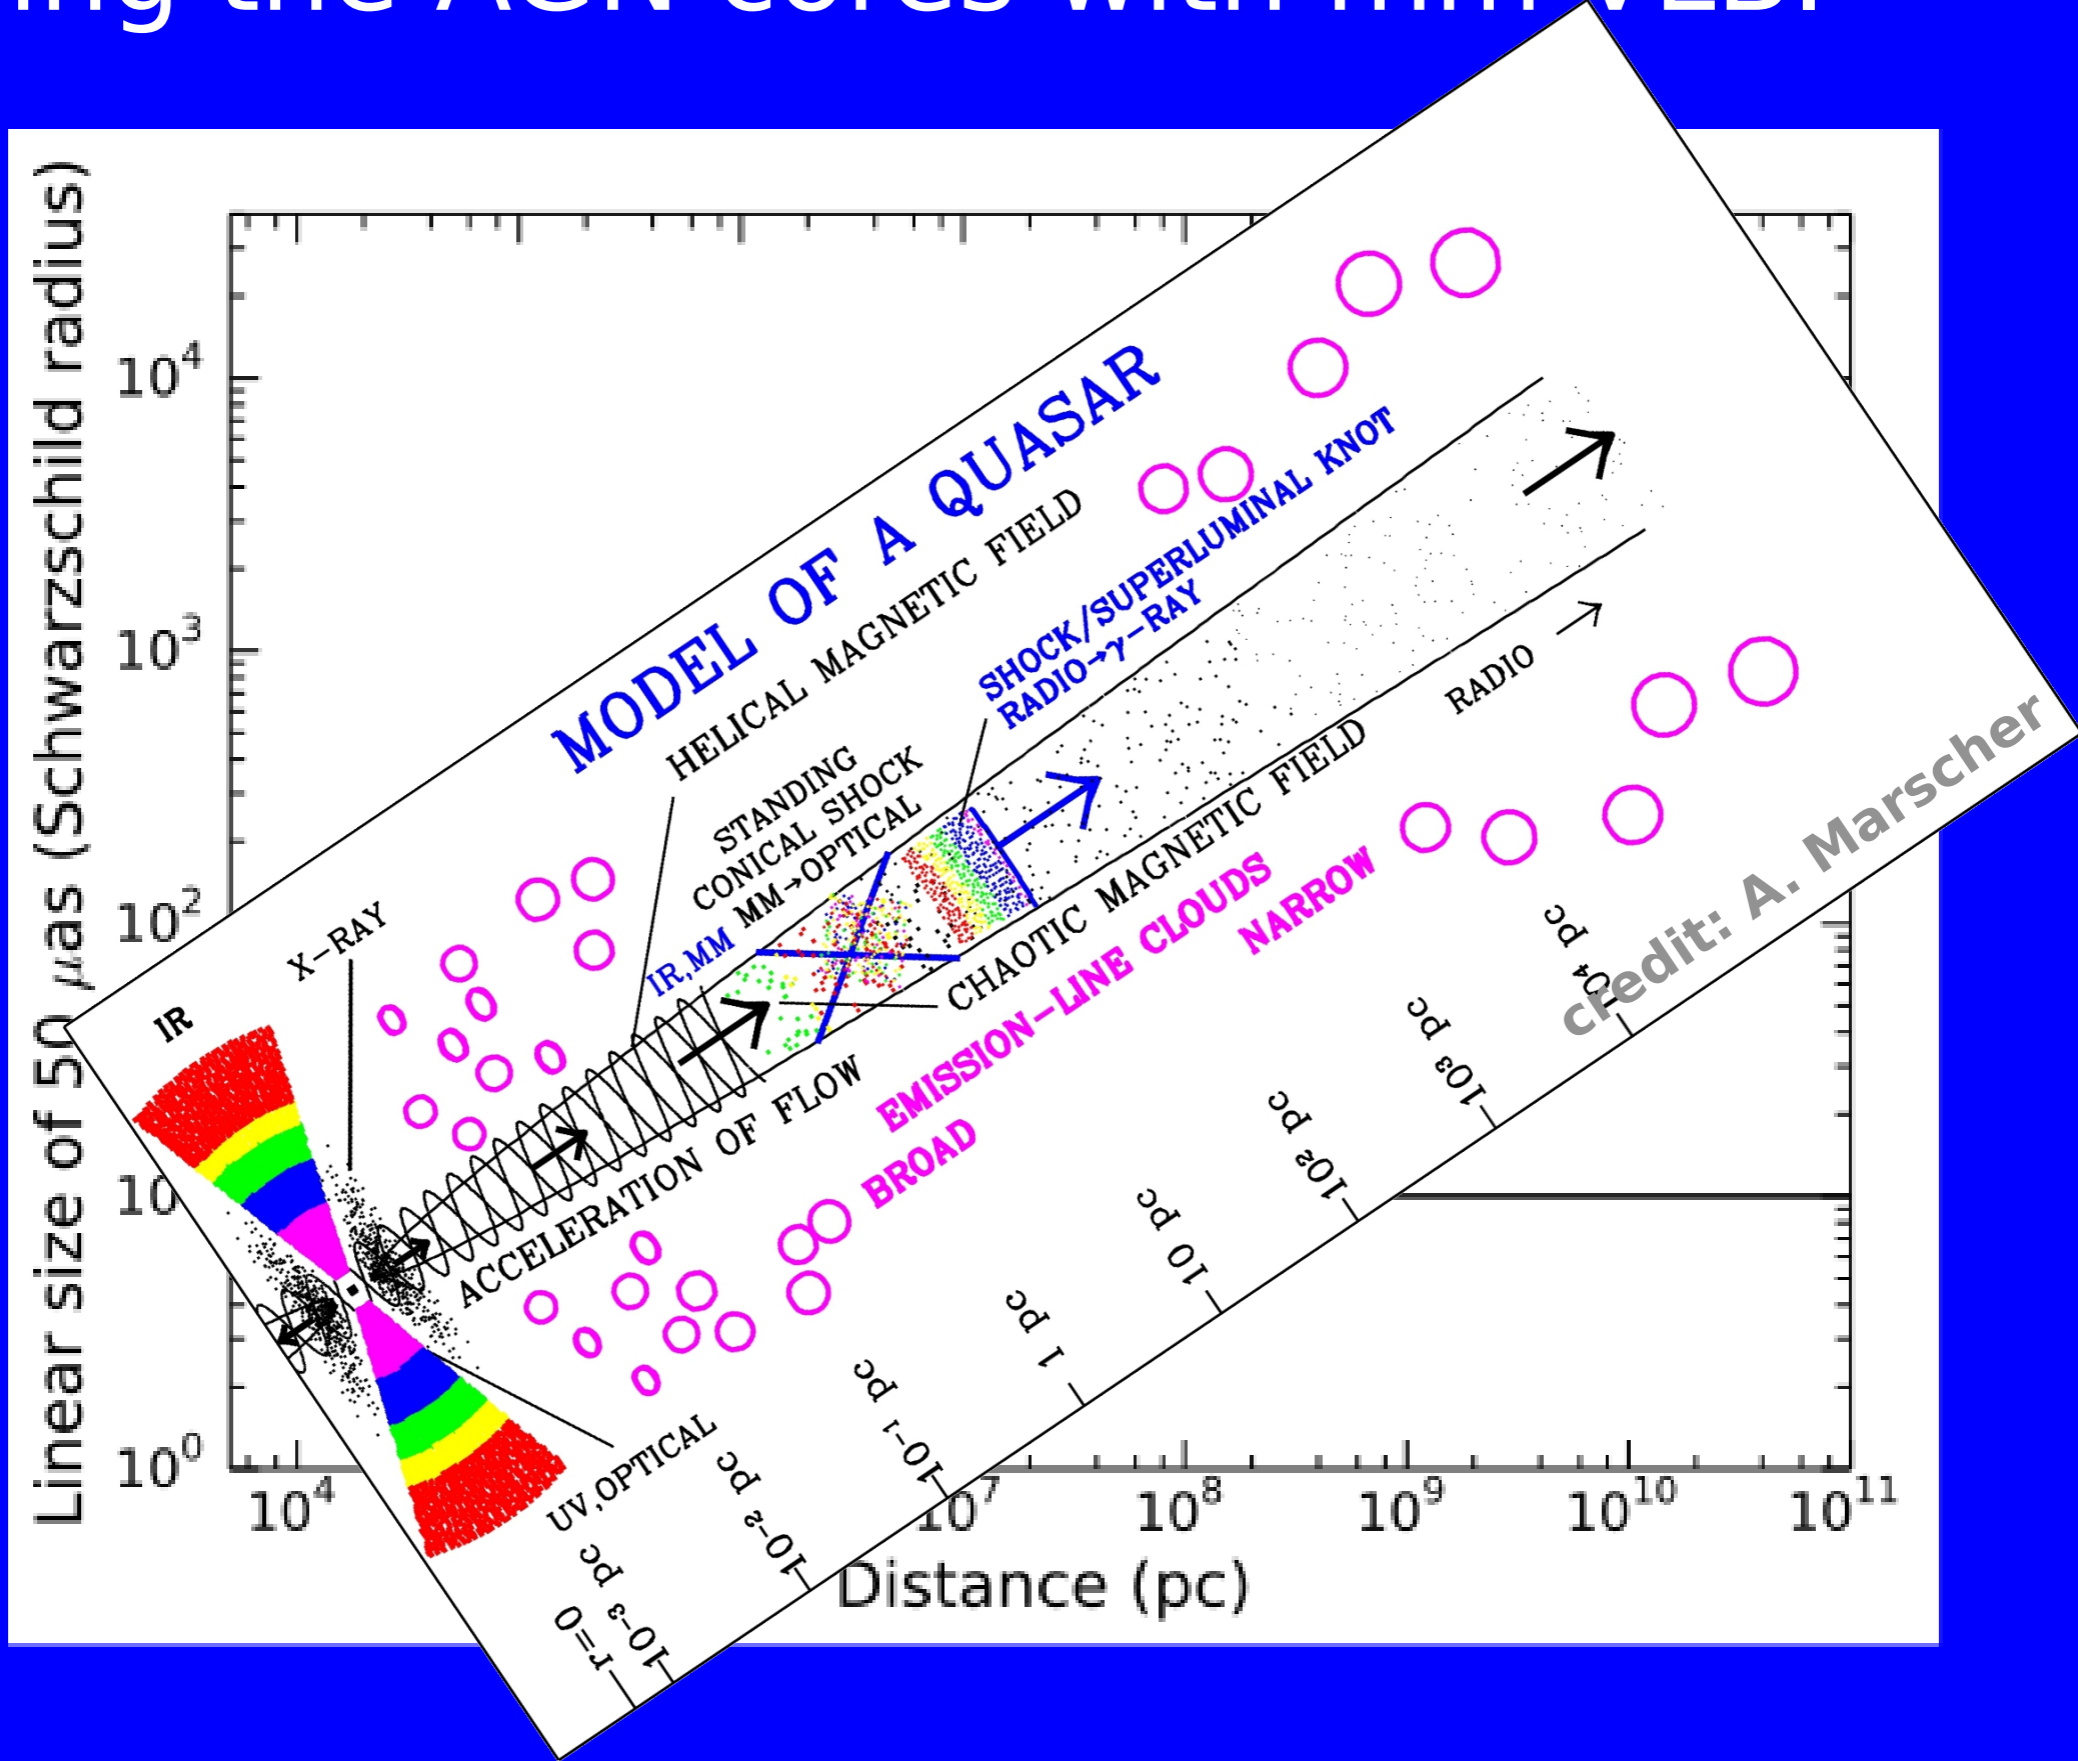 ing the AGN cores with mm-VLBI
Linear size of 50 μas (Schwarzschild radius)
10⁴
10³
10²
10
10⁰
10⁴
10⁷
10⁸
10⁹
10¹⁰
10¹¹
Distance (pc)
MODEL OF A QUASAR
HELICAL MAGNETIC FIELD
SHOCK/SUPERLUMINAL KNOT
RADIO→γ-RAY
STANDING
CONICAL SHOCK
MM→OPTICAL
IR,MM
X-RAY
IR
RADIO
CHAOTIC MAGNETIC FIELD
ACCELERATION OF FLOW
EMISSION-LINE CLOUDS
NARROW
BROAD
UV,OPTICAL
r=0
10⁻³ pc
10⁻² pc
10⁻¹ pc
1 pc
10 pc
10² pc
10³ pc
10⁴ pc
credit: A. Marscher